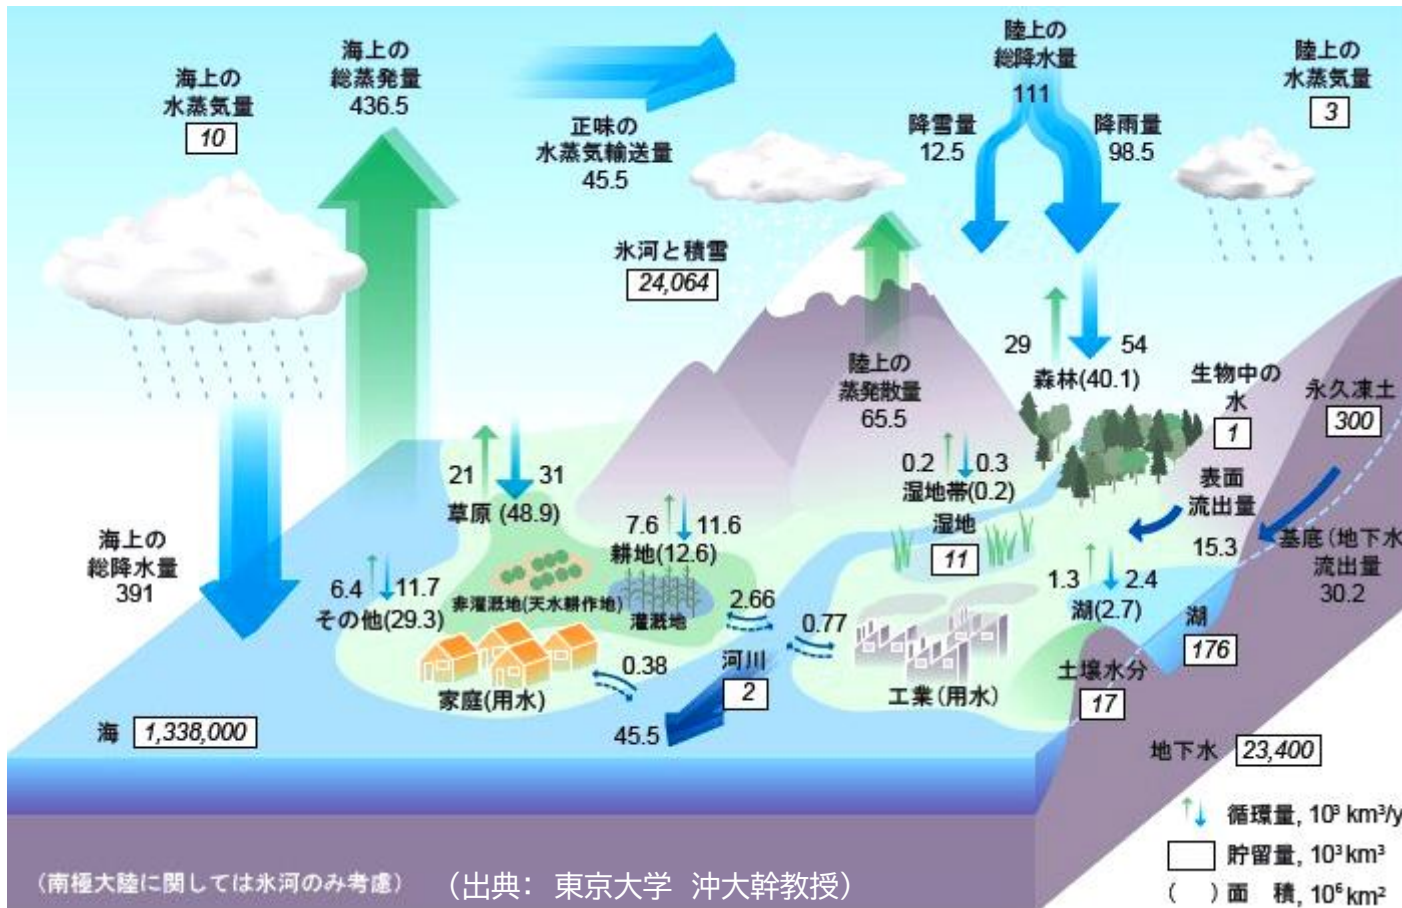 海上の
水蒸気量
10
海上の
総蒸発量
436.5
正味の
水蒸気輸送量
45.5
陸上の
総降水量
111
降雪量
12.5
降雨量
98.5
陸上の
水蒸気量
3
氷河と積雪
24,064
陸上の
蒸発散量
65.5
29
54
森林(40.1)
生物中の
水
1
永久凍土
300
21
31
草原 (48.9)
7.6
11.6
耕地(12.6)
0.2
0.3
湿地帯(0.2)
湿地
11
表面
流出量
15.3
基底(地下水
流出量
30.2
海上の
総降水量
391
6.4
11.7
その他(29.3)
非灌漑地(天水耕作地)
灌漑地
2.66
0.77
1.3
2.4
湖(2.7)
湖
176
0.38
河川
2
家庭(用水)
工業(用水)
土壌水分
17
45.5
海 1,338,000
地下水 23,400
循環量, 10³ km³/y
貯留量, 10³ km³
( ) 面 積, 10⁶ km²
(南極大陸に関しては氷河のみ考慮)
(出典: 東京大学 沖大幹教授)